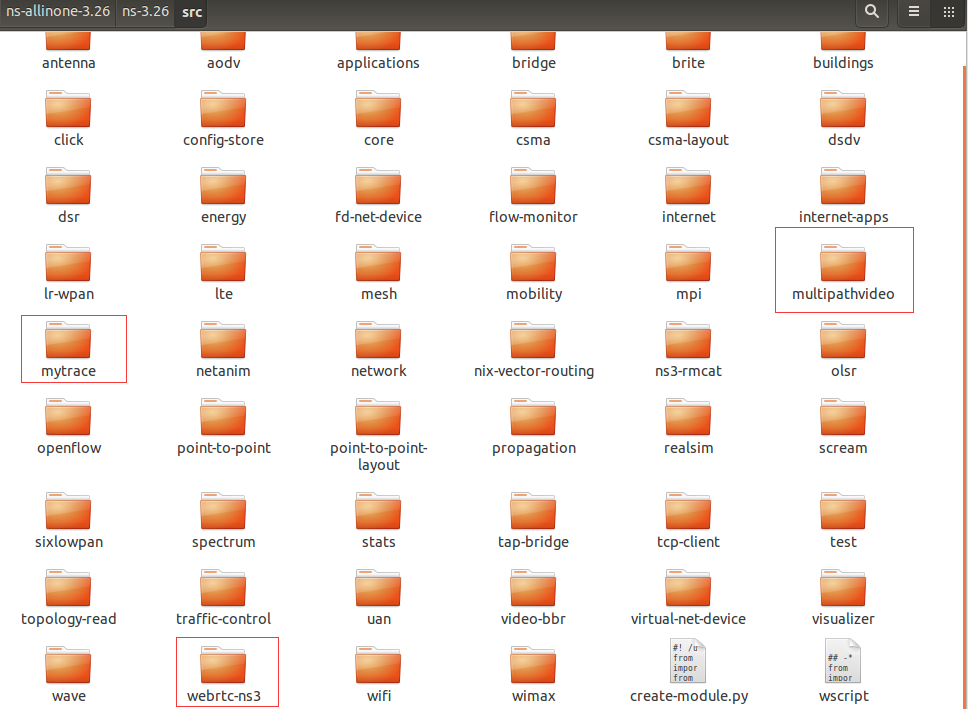 ns-allinone-3.26 ns-3.26 src
antenna aodv applications bridge brite buildings
click config-store core csma csma-layout dsdv
dsr energy fd-net-device flow-monitor internet internet-apps
lr-wpan lte mesh mobility mpi multipathvideo
mytrace netanim network nix-vector-routing ns3-rmcat olsr
openflow point-to-point point-to-point-
layout propagation realsim scream
sixlowpan spectrum stats tap-bridge tcp-client test
topology-read traffic-control uan video-bbr virtual-net-device visualizer
#! /u
from
impor
from
## -*
from
impor
wave webrtc-ns3 wifi wimax create-module.py wscript